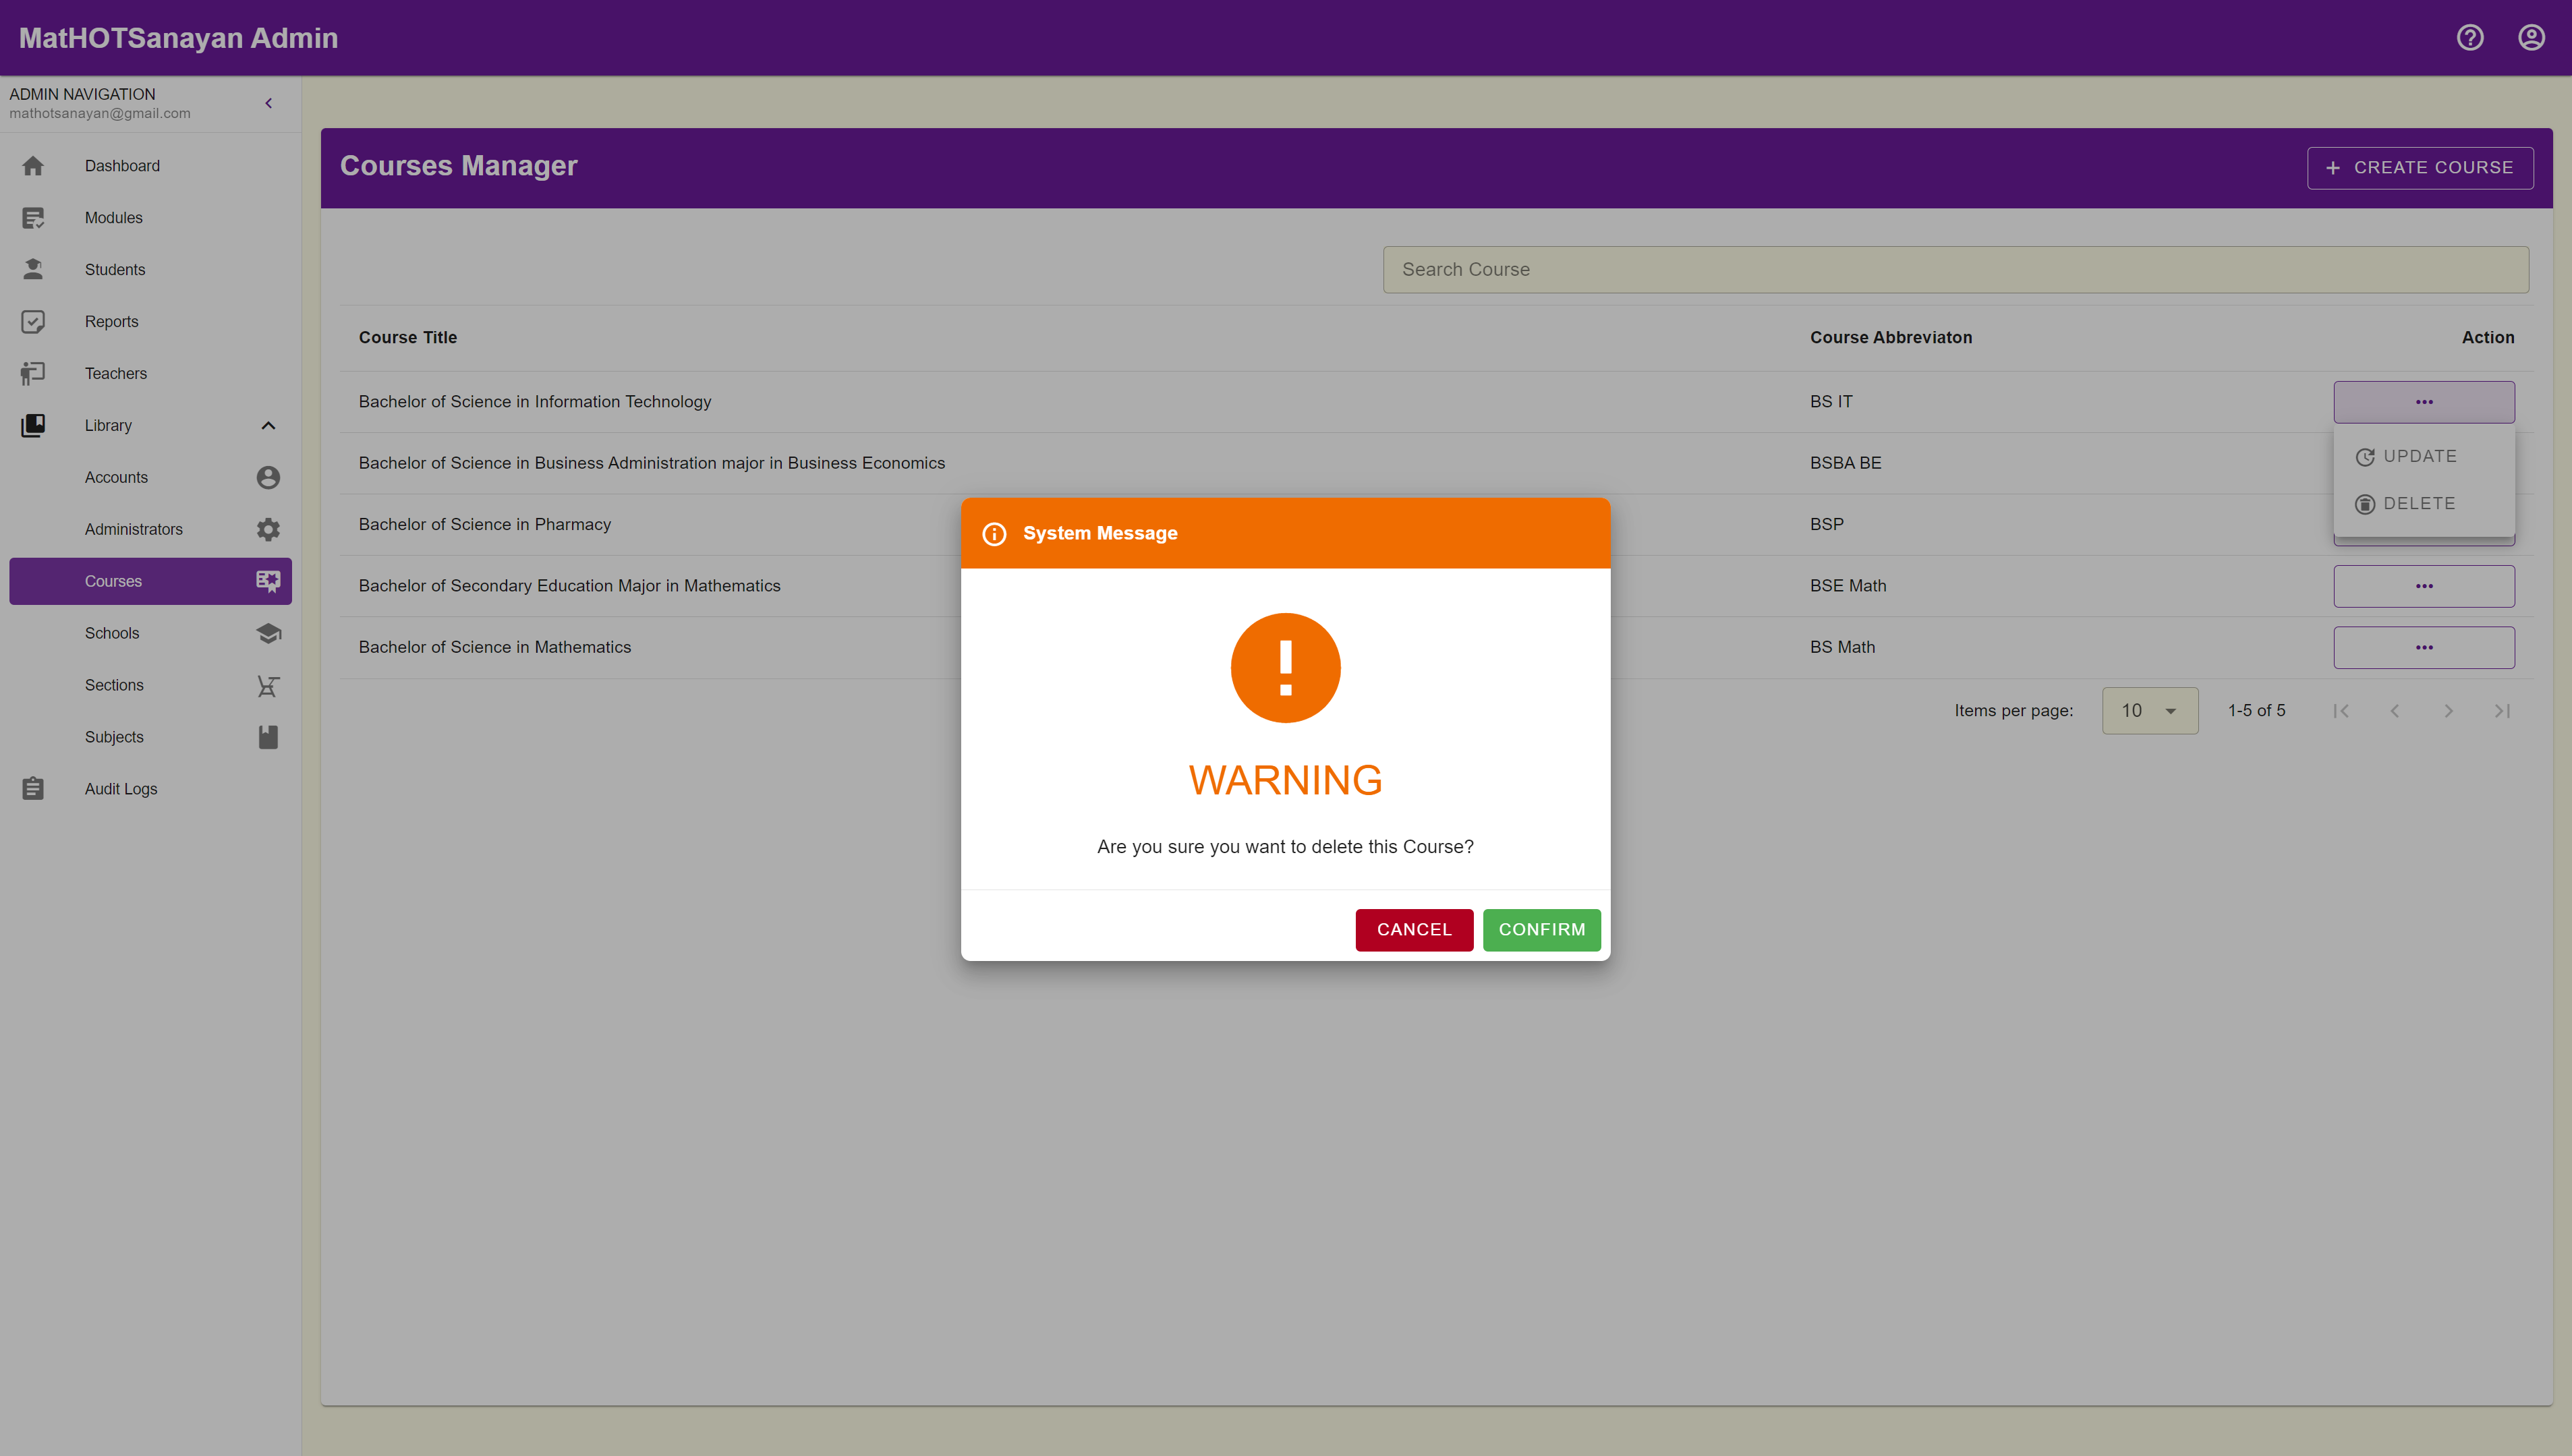 MatHOTSanayan Admin
ADMIN NAVIGATION
mathotsanayan@gmail.com
Dashboard
Modules
Students
Reports
Teachers
Library
Accounts
Administrators
Courses
Schools
Sections
Subjects
Audit Logs
Courses Manager
+ CREATE COURSE
Search Course
Course Title Course Abbreviaton Action
Bachelor of Science in Information Technology BS IT
Bachelor of Science in Business Administration major in Business Economics BSBA BE
Bachelor of Science in Pharmacy BSP
Bachelor of Secondary Education Major in Mathematics BSE Math
Bachelor of Science in Mathematics BS Math
UPDATE
DELETE
Items per page: 10 1-5 of 5
System Message
WARNING
Are you sure you want to delete this Course?
CANCEL CONFIRM